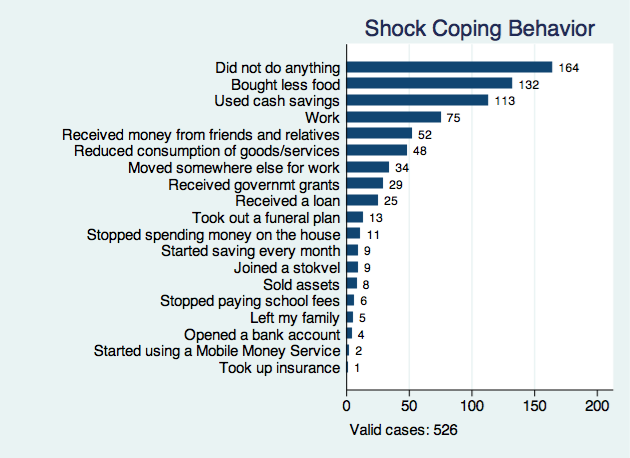 Shock Coping Behavior
Did not do anything 164
Bought less food 132
Used cash savings 113
Work 75
Received money from friends and relatives 52
Reduced consumption of goods/services 48
Moved somewhere else for work 34
Received governmt grants 29
Received a loan 25
Took out a funeral plan 13
Stopped spending money on the house 11
Started saving every month 9
Joined a stokvel 9
Sold assets 8
Stopped paying school fees 6
Left my family 5
Opened a bank account 4
Started using a Mobile Money Service 2
Took up insurance 1
0 50 100 150 200
Valid cases: 526